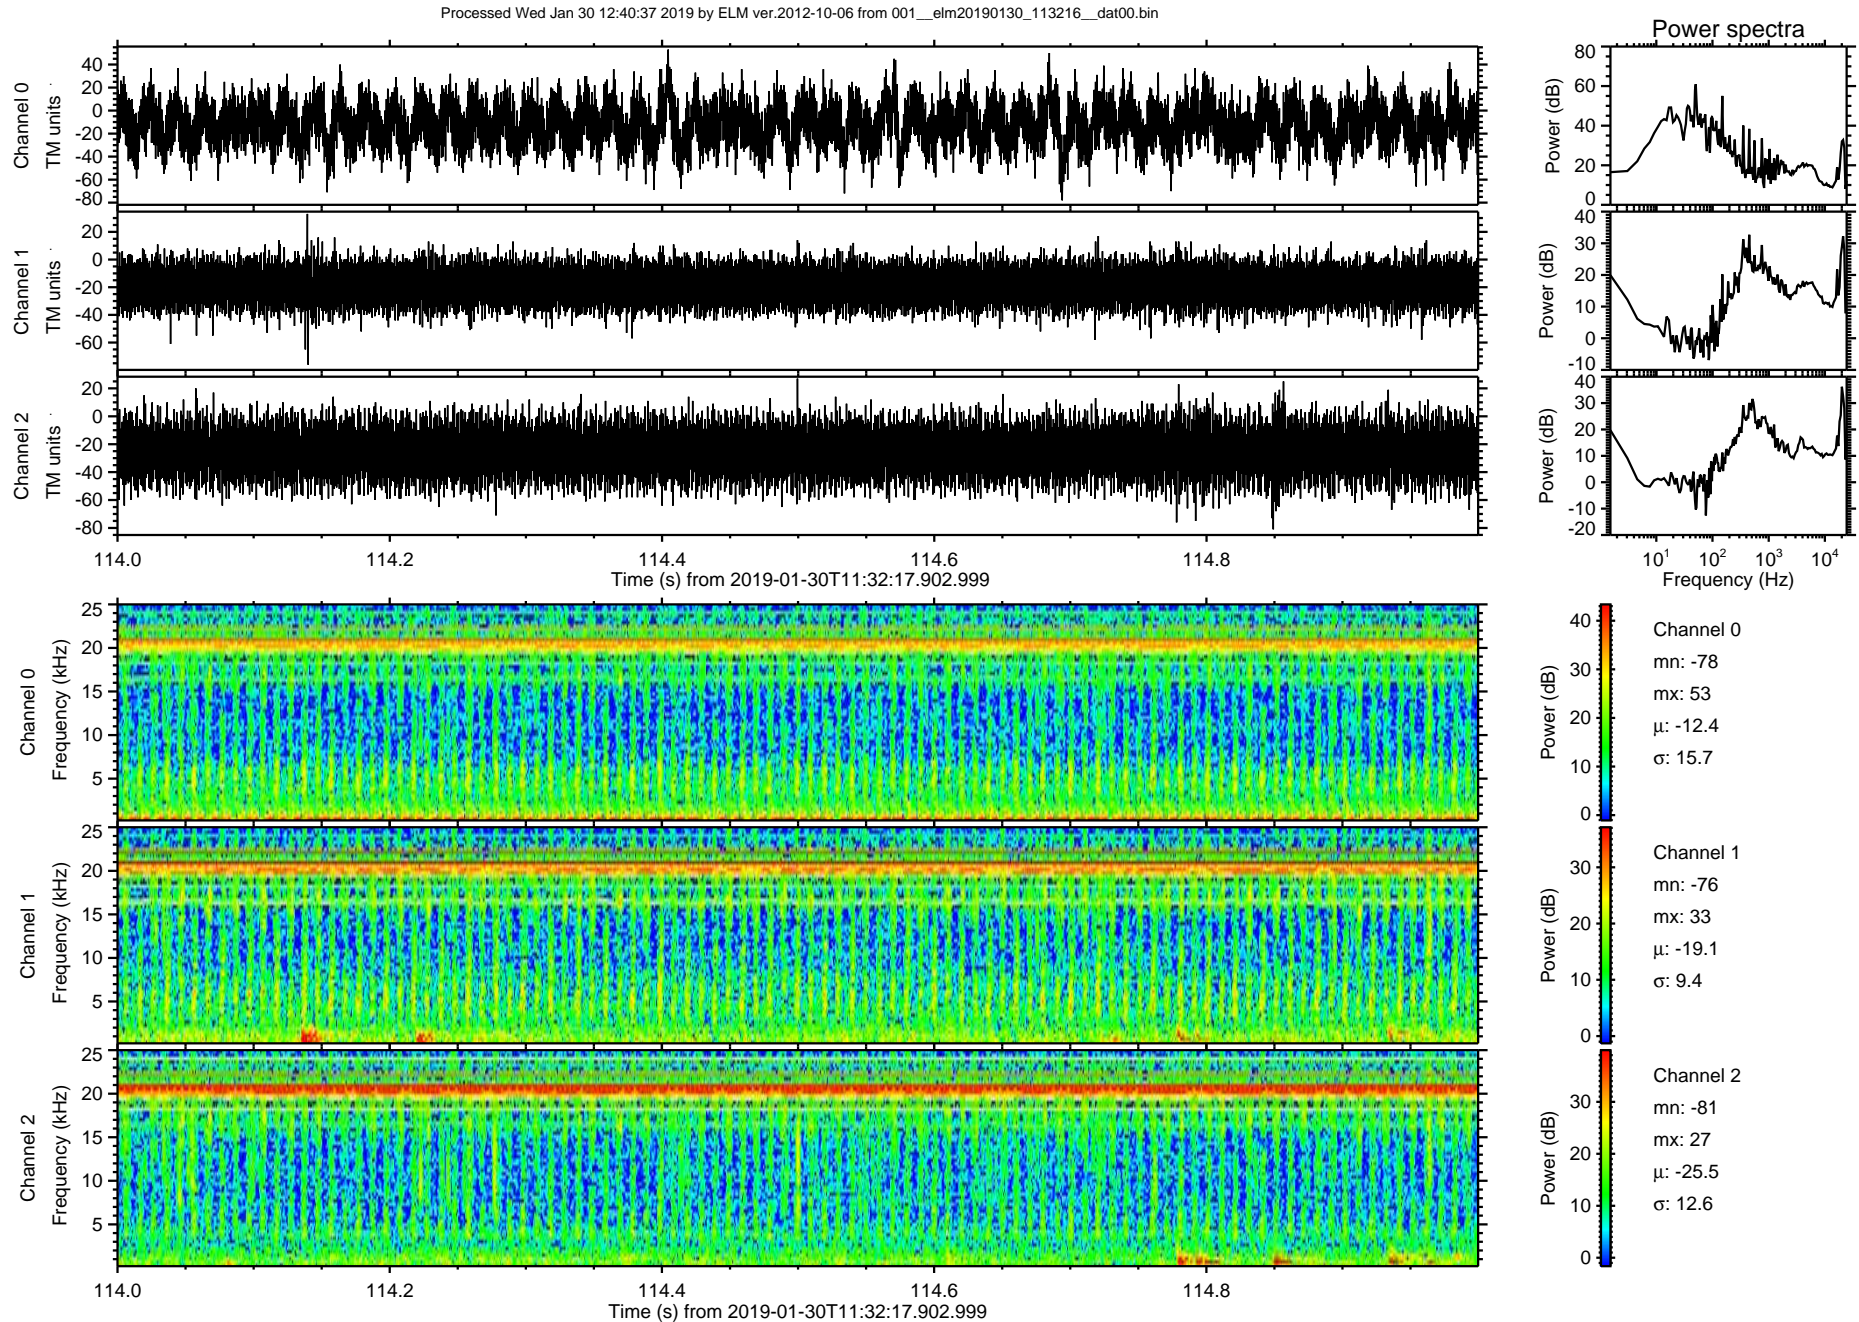 Processed Wed Jan 30 12:40:37 2019 by ELM ver.2012-10-06 from 001__elm20190130_113216__dat00.bin
Power spectra
Channel 0
TM units
40
20
0
-20
-40
-60
-80
Power (dB)
80
60
40
20
0
Channel 1
TM units
20
0
-20
-40
-60
Power (dB)
40
30
20
10
0
-10
Channel 2
TM units
20
0
-20
-40
-60
-80
Power (dB)
40
30
20
10
0
-10
-20
114.0 114.2 114.4 114.6 114.8
Time (s) from 2019-01-30T11:32:17.902.999
10¹ 10² 10³ 10⁴
Frequency (Hz)
Channel 0
Frequency (kHz)
25
20
15
10
5
Power (dB)
40
30
20
10
0
Channel 0
mn: -78
mx: 53
μ: -12.4
σ: 15.7
Channel 1
Frequency (kHz)
25
20
15
10
5
Power (dB)
30
20
10
0
Channel 1
mn: -76
mx: 33
μ: -19.1
σ: 9.4
Channel 2
Frequency (kHz)
25
20
15
10
5
Power (dB)
30
20
10
0
Channel 2
mn: -81
mx: 27
μ: -25.5
σ: 12.6
114.0 114.2 114.4 114.6 114.8
Time (s) from 2019-01-30T11:32:17.902.999